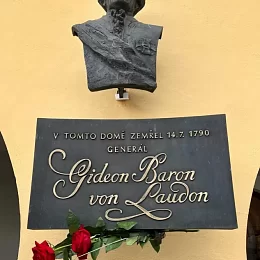 V TOMTO DOMĚ ZEMŘEL 14.7.1790
GENERÁL
Gideon Baron
von Laudon